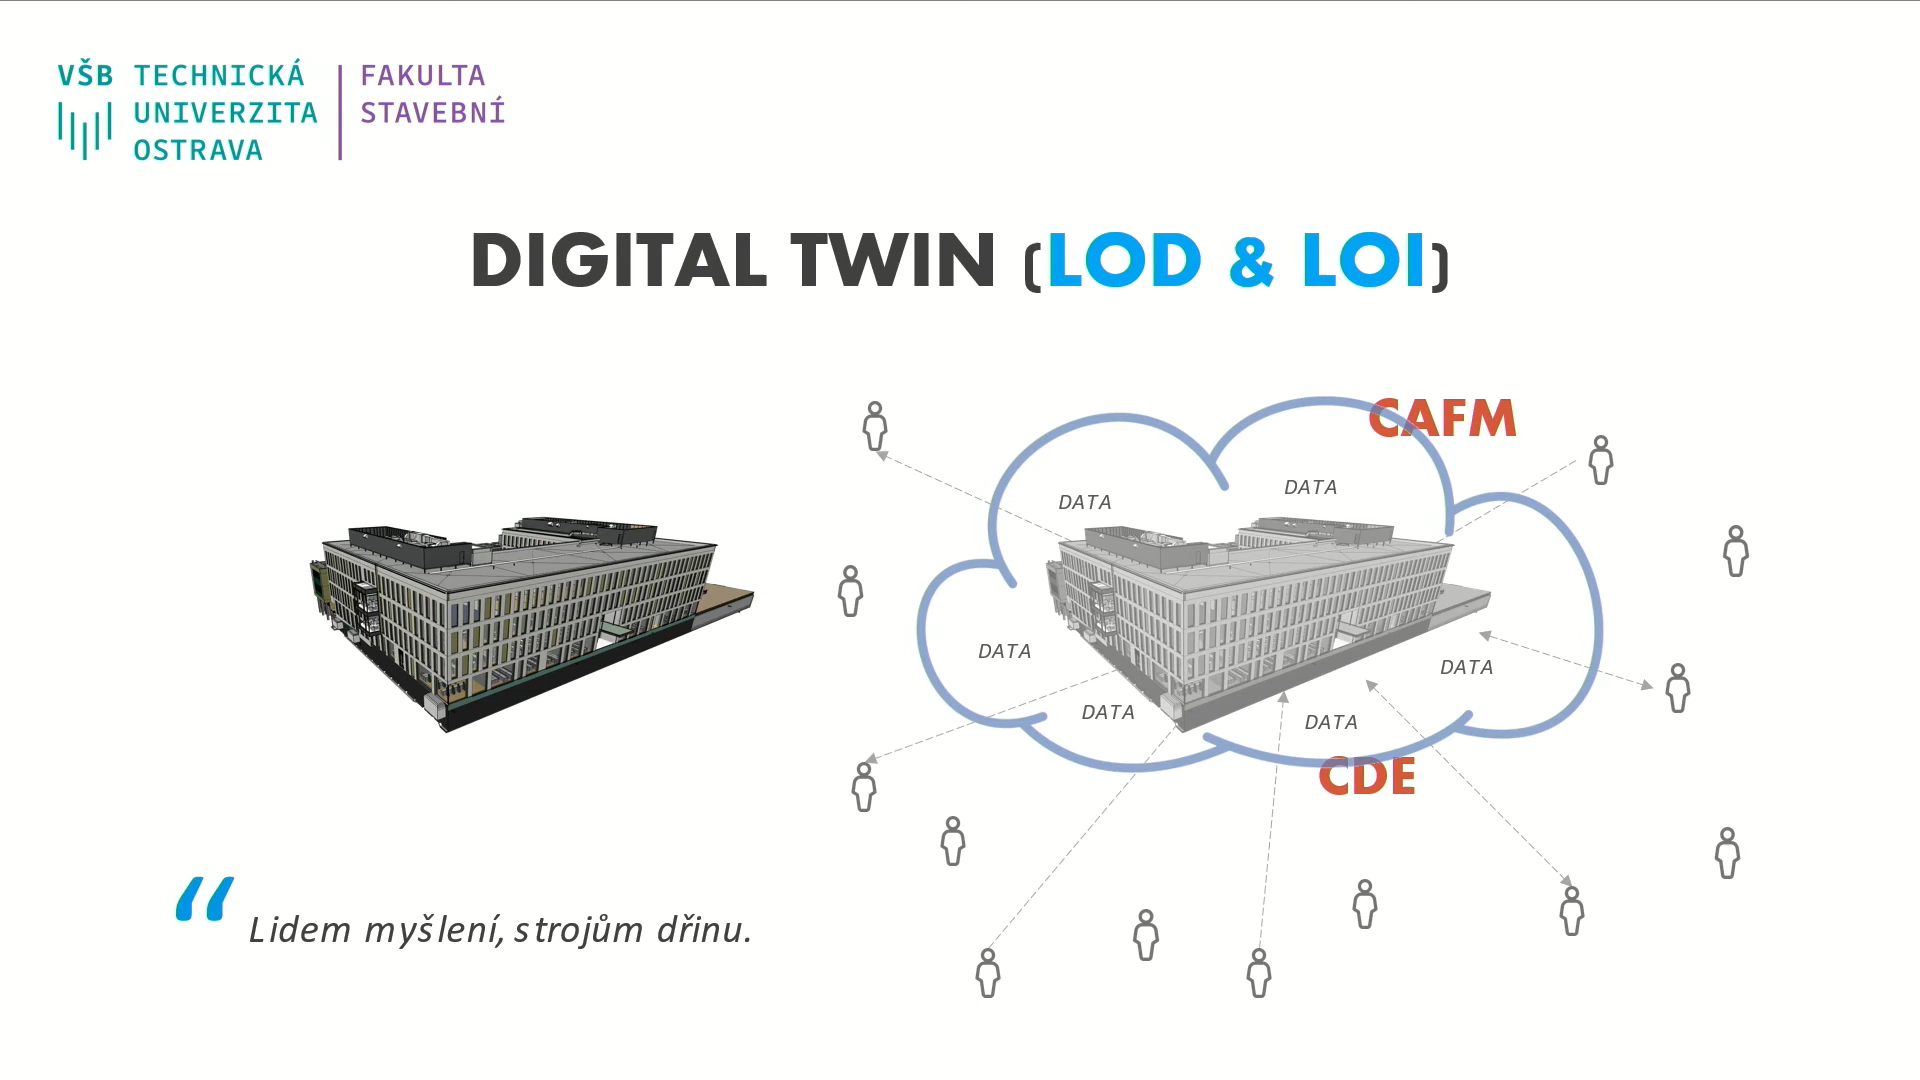 VŠB TECHNICKÁ
UNIVERZITA
OSTRAVA
FAKULTA
STAVEBNÍ
DIGITAL TWIN (LOD & LOI)
CAFM
DATA
DATA
DATA
DATA
DATA
DATA
CDE
“ Lidem myšlení, strojům dřinu.